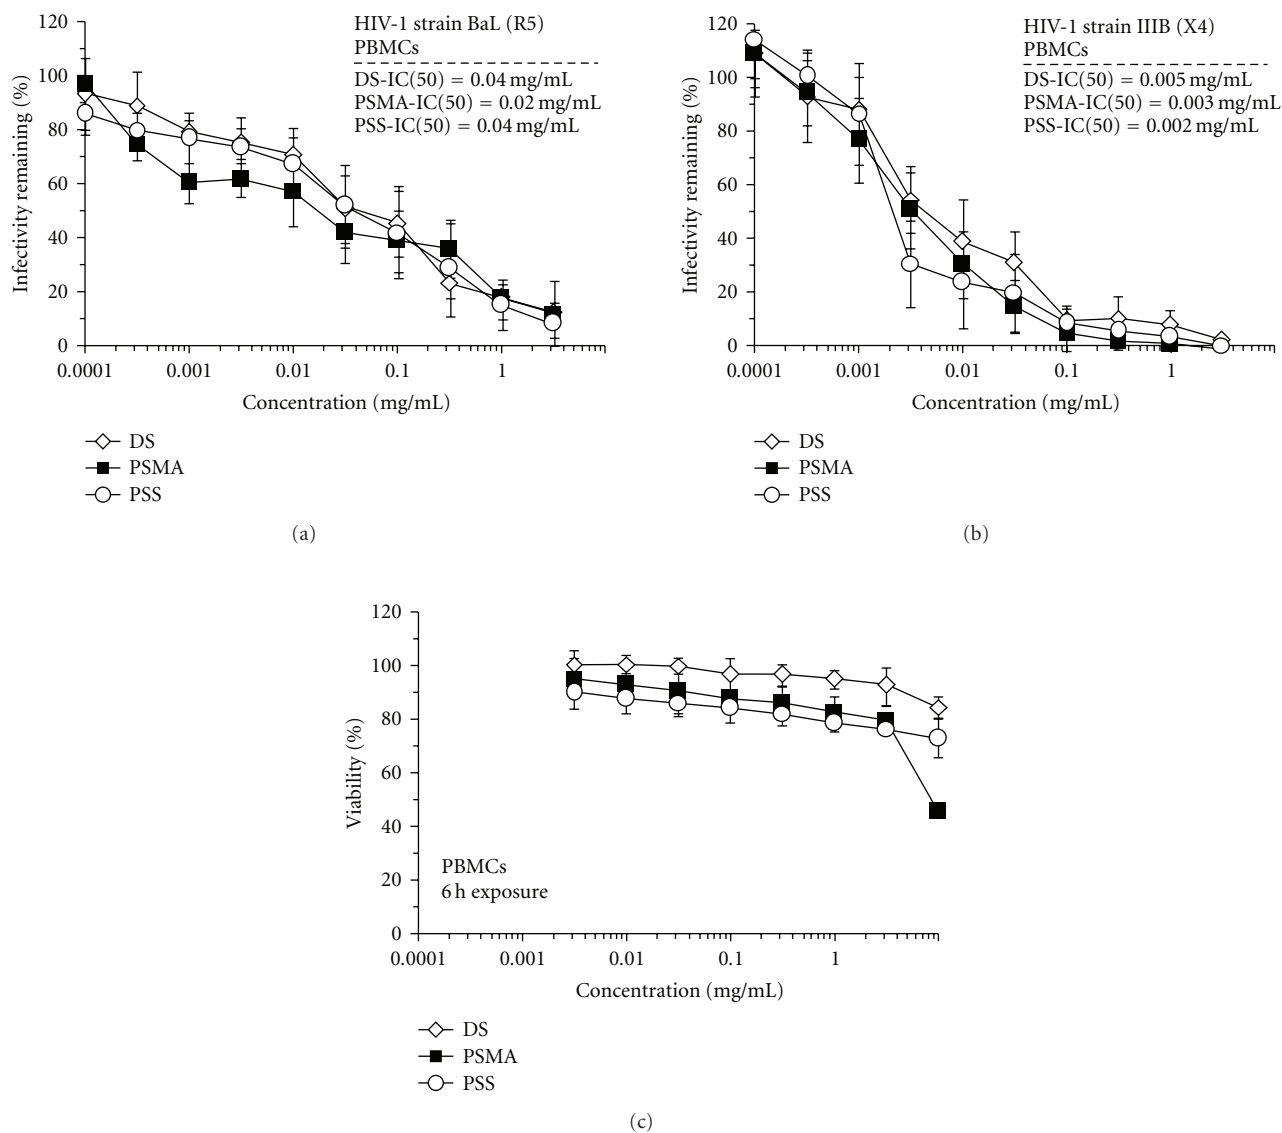 HIV-1 strain BaL (R5)
PBMCs
DS-IC(50) = 0.04 mg/mL
PSMA-IC(50) = 0.02 mg/mL
PSS-IC(50) = 0.04 mg/mL
Infectivity remaining (%)
120
100
80
60
40
20
0
0.0001 0.001 0.01 0.1 1
Concentration (mg/mL)
DS
PSMA
PSS
(a)
HIV-1 strain IIIB (X4)
PBMCs
DS-IC(50) = 0.005 mg/mL
PSMA-IC(50) = 0.003 mg/mL
PSS-IC(50) = 0.002 mg/mL
Infectivity remaining (%)
120
100
80
60
40
20
0
0.0001 0.001 0.01 0.1 1
Concentration (mg/mL)
DS
PSMA
PSS
(b)
Viability (%)
120
100
80
60
40
20
0
PBMCs
6 h exposure
0.0001 0.001 0.01 0.1 1
Concentration (mg/mL)
DS
PSMA
PSS
(c)